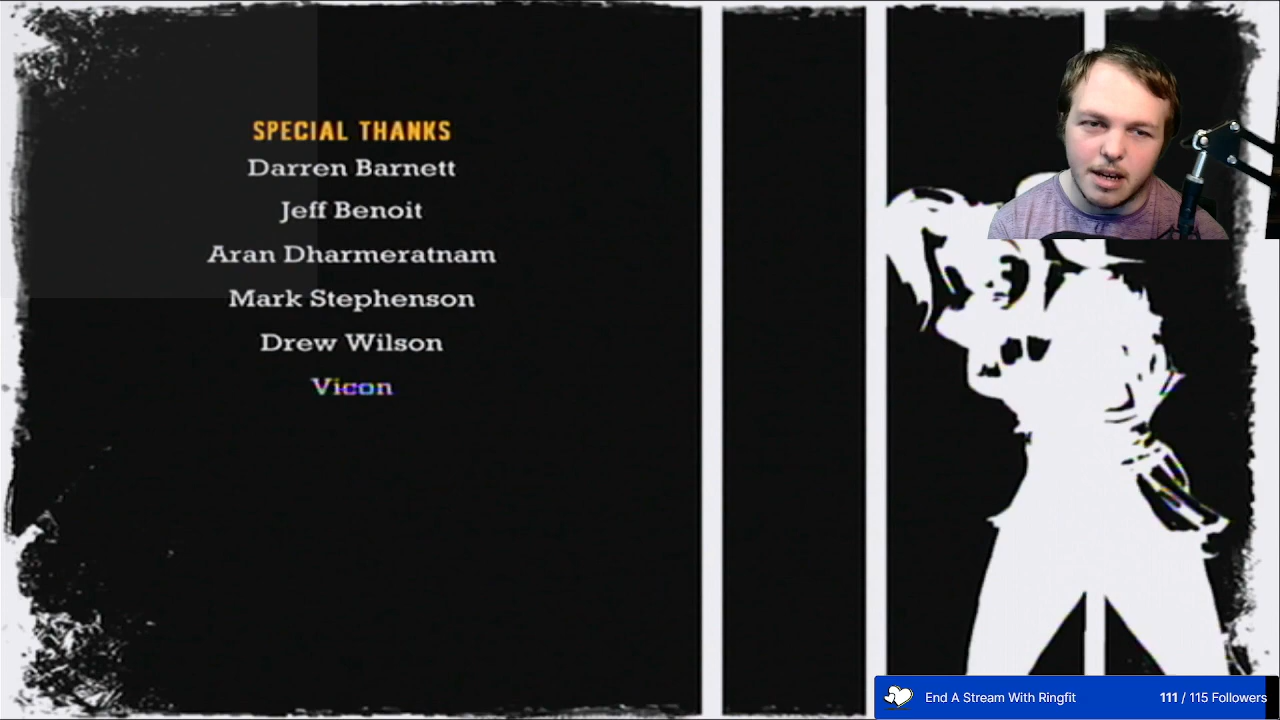 SPECIAL THANKS
Darren Barnett
Jeff Benoit
Aran Dharmeratnam
Mark Stephenson
Drew Wilson
Vicon
End A Stream With Ringfit 111 / 115 Followers